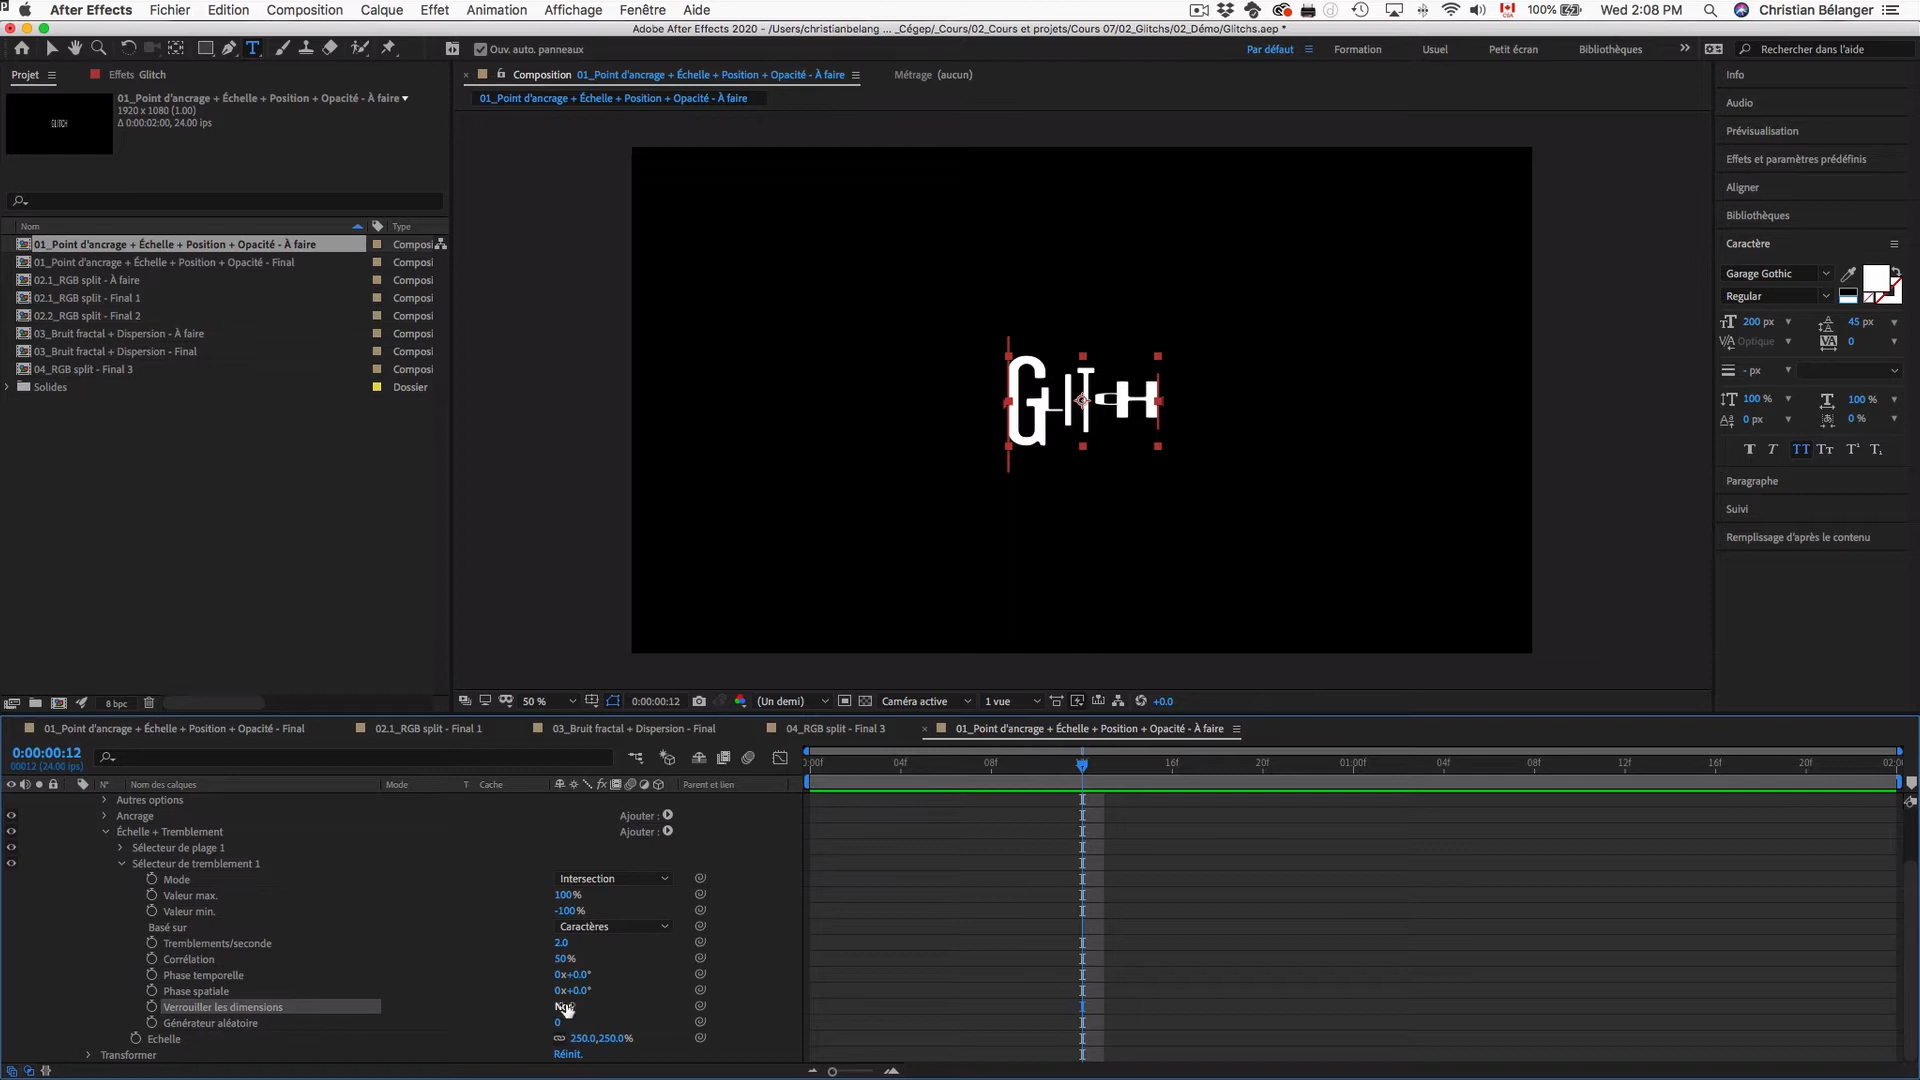 After Effects Fichier Edition Composition Calque Effet Animation Affichage Fenêtre Aide 100% Wed 2:08 PM Christian Bélanger
Adobe After Effects 2020 - /Users/christianbelang ... _Cégep/_Cours/02_Cours et projets/Cours 07/02_Glitchs/02_Démo/Glitchs.aep *
Ouv. auto. panneaux Par défaut Formation Usuel Petit écran Bibliothèques Rechercher dans l'aide
Projet Effets Glitch Composition 01_Point d'ancrage + Échelle + Position + Opacité - À faire Métrage (aucun) Info
01_Point d'ancrage + Échelle + Position + Opacité - À faire
1920 x 1080 (1.00)
Δ 0:00:02:00, 24.00 ips
GLITCH
01_Point d'ancrage + Échelle + Position + Opacité - À faire
Audio
Prévisualisation
Effets et paramètres prédéfinis
Aligner
Bibliothèques
Caractère
Garage Gothic
Regular
200 px 45 px
Optique 0
- px
100 % 100 %
0 px 0 %
T T TT Tт T¹ T₁
Paragraphe
Suivi
Remplissage d'après le contenu
Nom Type
01_Point d'ancrage + Échelle + Position + Opacité - À faire Composi
01_Point d'ancrage + Échelle + Position + Opacité - Final Composi
02.1_RGB split - À faire Composi
02.1_RGB split - Final 1 Composi
02.2_RGB split - Final 2 Composi
03_Bruit fractal + Dispersion - À faire Composi
03_Bruit fractal + Dispersion - Final Composi
04_RGB split - Final 3 Composi
Solides Dossier
GLITCH
8 bpc 50 % 0:00:00:12 (Un demi) Caméra active 1 vue +0.0
01_Point d'ancrage + Échelle + Position + Opacité - Final 02.1_RGB split - Final 1 03_Bruit fractal + Dispersion - Final 04_RGB split - Final 3 01_Point d'ancrage + Échelle + Position + Opacité - À faire
0:00:00:12
00012 (24.00 ips)
04f 08f 16f 20f 01:00f 04f 08f 12f 16f 20f
N° Nom des calques Mode T Cache Parent et lien
Autres options
Ancrage Ajouter :
Échelle + Tremblement Ajouter :
Sélecteur de plage 1
Sélecteur de tremblement 1
Mode Intersection
Valeur max. 100%
Valeur min. -100%
Basé sur Caractères
Tremblements/seconde 2.0
Corrélation 50%
Phase temporelle 0x+0.0°
Phase spatiale 0x+0.0°
Verrouiller les dimensions
Générateur aléatoire 0
Echelle 250.0,250.0%
Transformer Réinit.